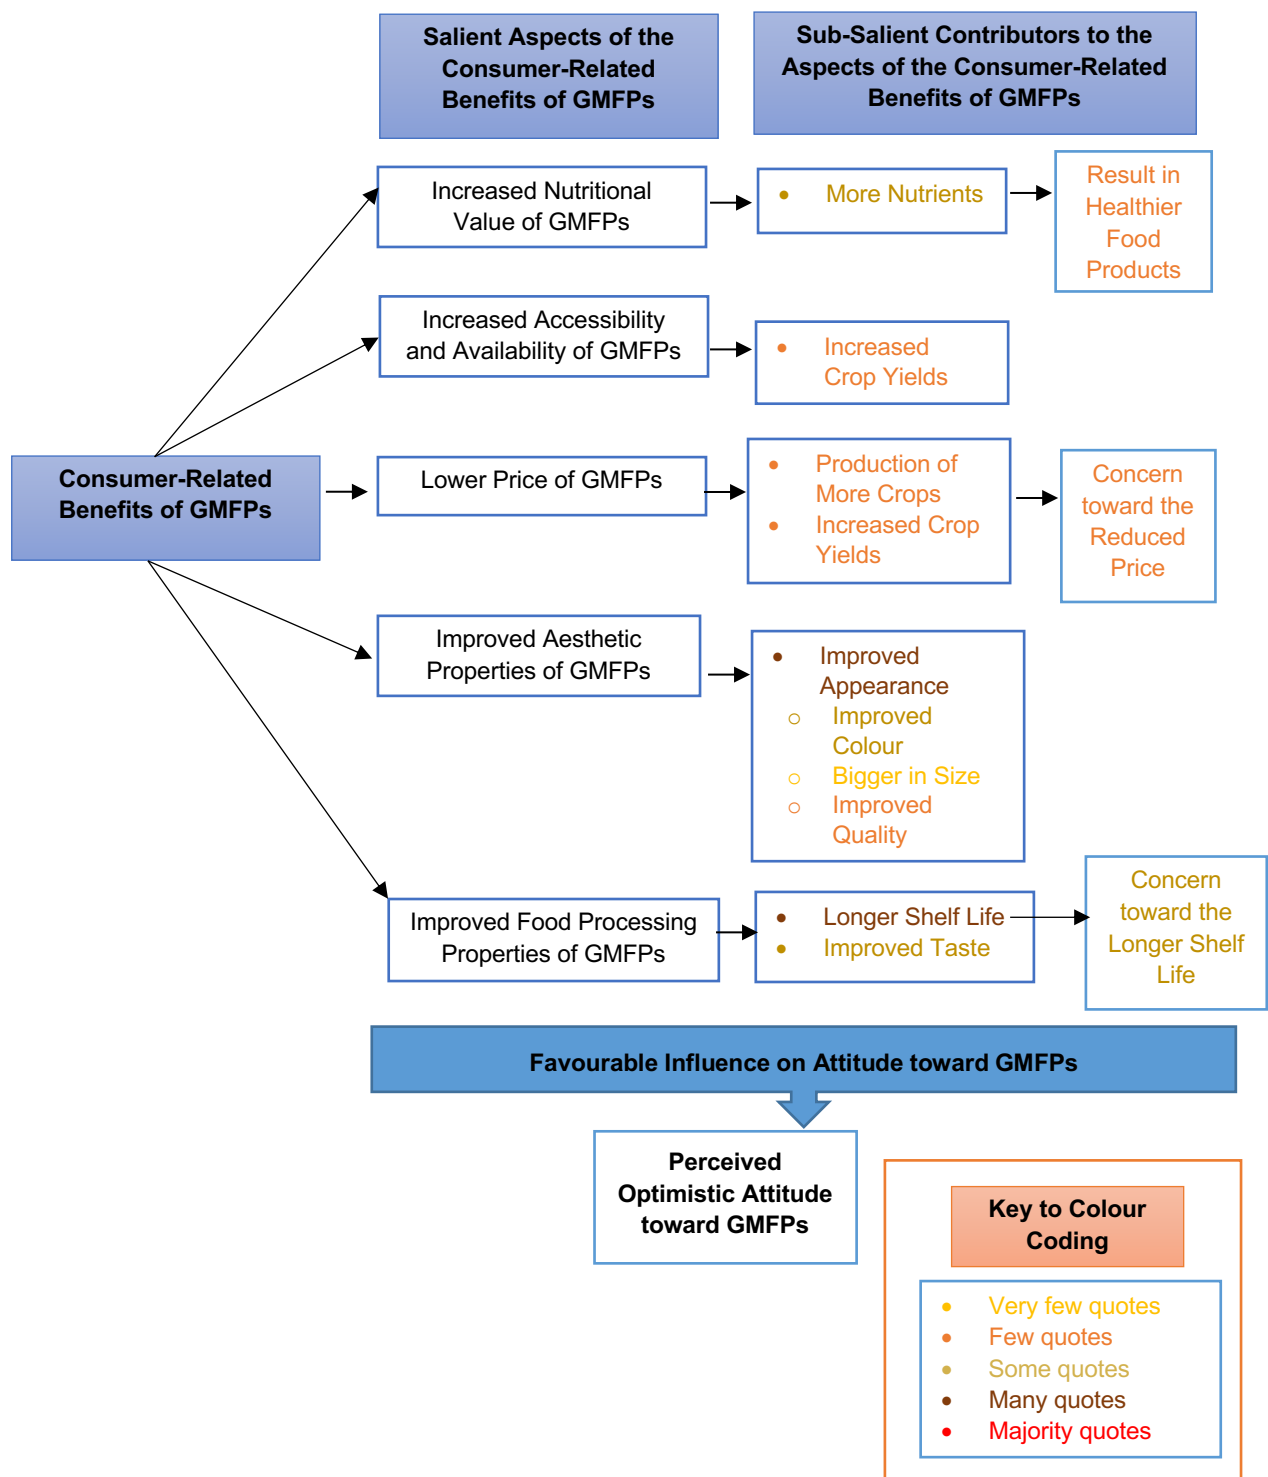 Salient Aspects of the
Consumer-Related
Benefits of GMFPs
Sub-Salient Contributors to the
Aspects of the Consumer-Related
Benefits of GMFPs
Increased Nutritional
Value of GMFPs
• More Nutrients
Result in
Healthier
Food
Products
Increased Accessibility
and Availability of GMFPs
• Increased
Crop Yields
Consumer-Related
Benefits of GMFPs
Lower Price of GMFPs
• Production of
More Crops
• Increased Crop
Yields
Concern
toward the
Reduced
Price
Improved Aesthetic
Properties of GMFPs
• Improved
Appearance
o Improved
Colour
o Bigger in Size
o Improved
Quality
Improved Food Processing
Properties of GMFPs
• Longer Shelf Life
• Improved Taste
Concern
toward the
Longer Shelf
Life
Favourable Influence on Attitude toward GMFPs
Perceived
Optimistic Attitude
toward GMFPs
Key to Colour
Coding
• Very few quotes
• Few quotes
• Some quotes
• Many quotes
• Majority quotes